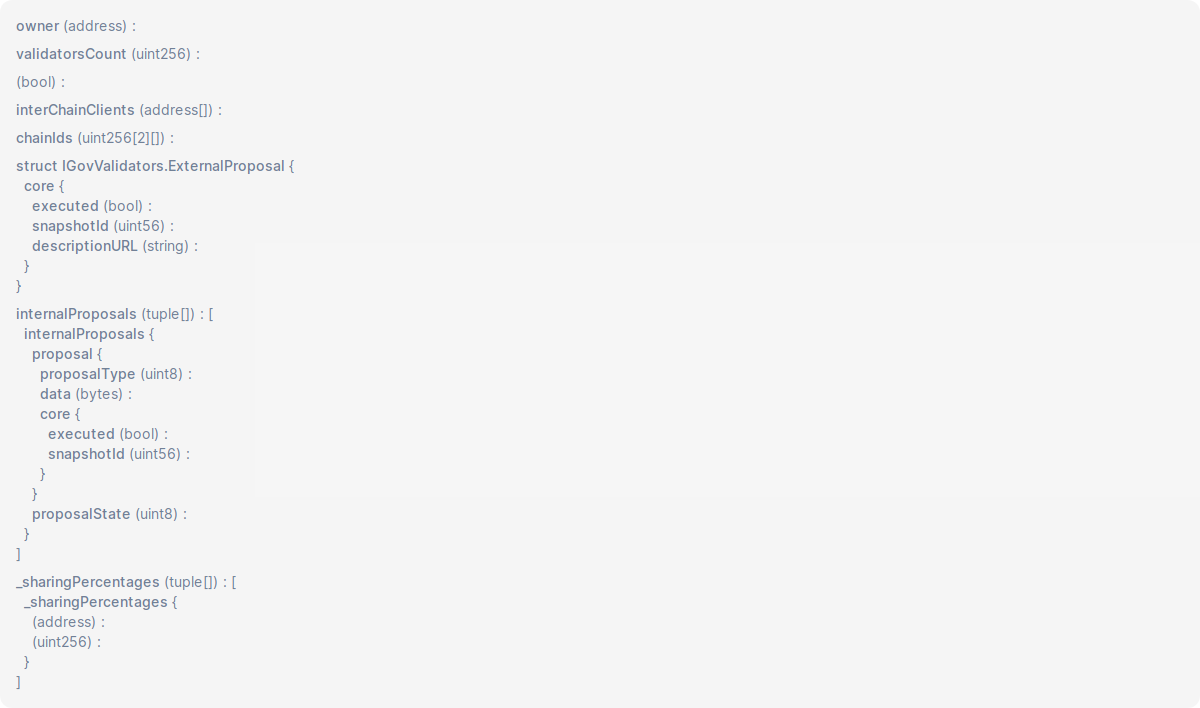 owner (address) :
validatorsCount (uint256) :
(bool) :
interChainClients (address[]) :
chainIds (uint256[2][]) :
struct IGovValidators.ExternalProposal {
core {
executed (bool) :
snapshotId (uint56) :
descriptionURL (string) :
}
}
internalProposals (tuple[]) : [
internalProposals {
proposal {
proposalType (uint8) :
data (bytes) :
core {
executed (bool) :
snapshotId (uint56) :
}
}
proposalState (uint8) :
}
]
_sharingPercentages (tuple[]) : [
_sharingPercentages {
(address) :
(uint256) :
}
]